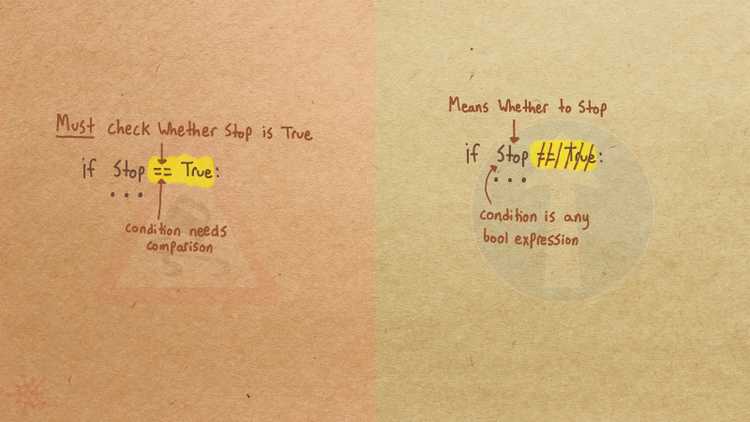 Must check Whether Stop is True
if Stop == True:
...
condition needs
comparison
Means Whether to Stop
if Stop == True:
...
condition is any
bool expression